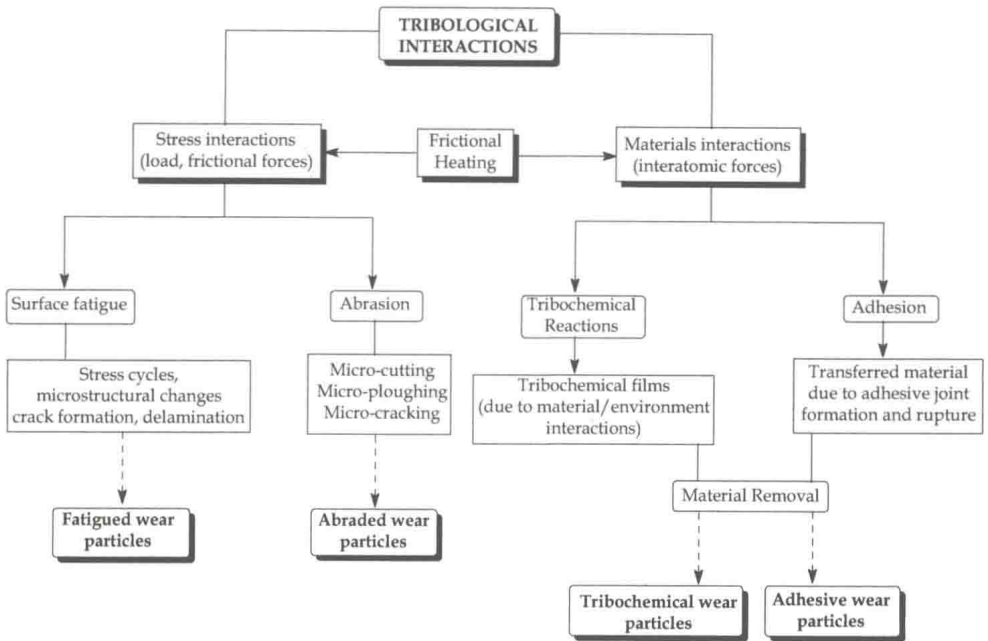 TRIBOLOGICAL
INTERACTIONS
Stress interactions
(load, frictional forces)
Frictional
Heating
Materials interactions
(interatomic forces)
Surface fatigue
Abrasion
Tribochemical
Reactions
Adhesion
Stress cycles,
microstructural changes
crack formation, delamination
Micro-cutting
Micro-ploughing
Micro-cracking
Tribochemical films
(due to material/environment
interactions)
Transferred material
due to adhesive joint
formation and rupture
Material Removal
Fatigued wear
particles
Abraded wear
particles
Tribochemical wear
particles
Adhesive wear
particles